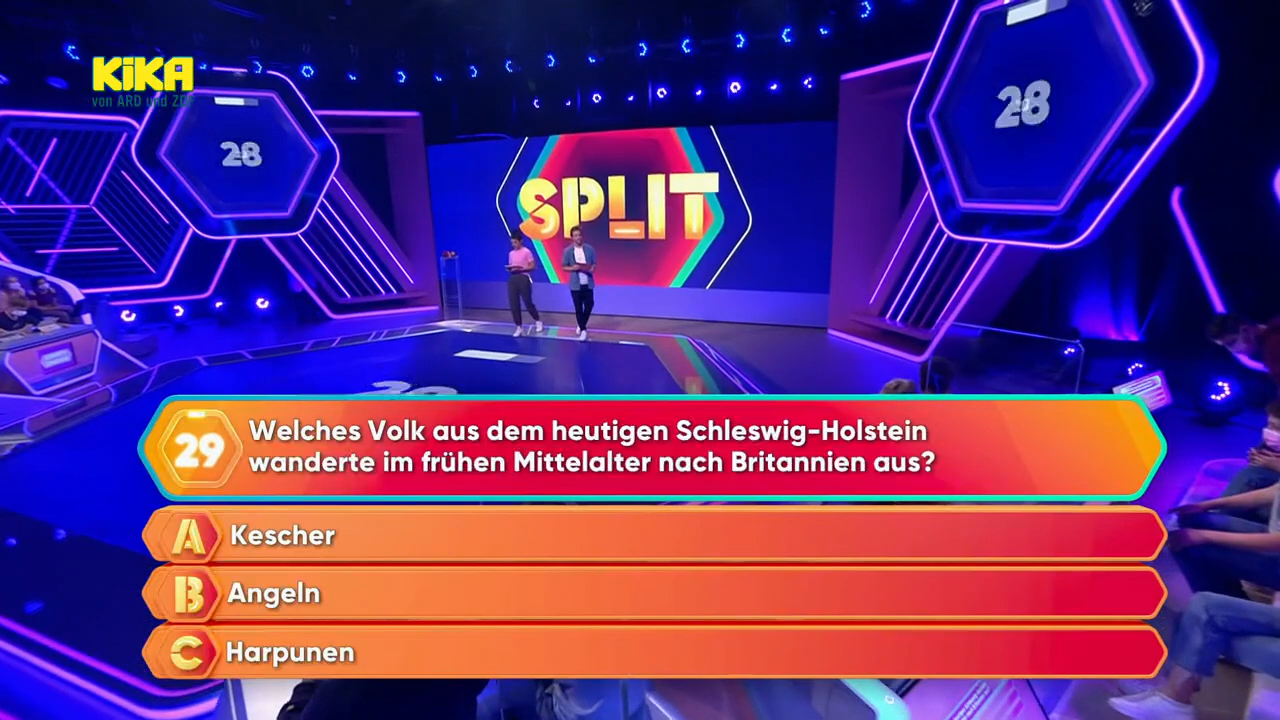 KiKA
von ARD und ZDF
28
28
SPLIT
29
Welches Volk aus dem heutigen Schleswig-Holstein
wanderte im frühen Mittelalter nach Britannien aus?
A Kescher
B Angeln
C Harpunen